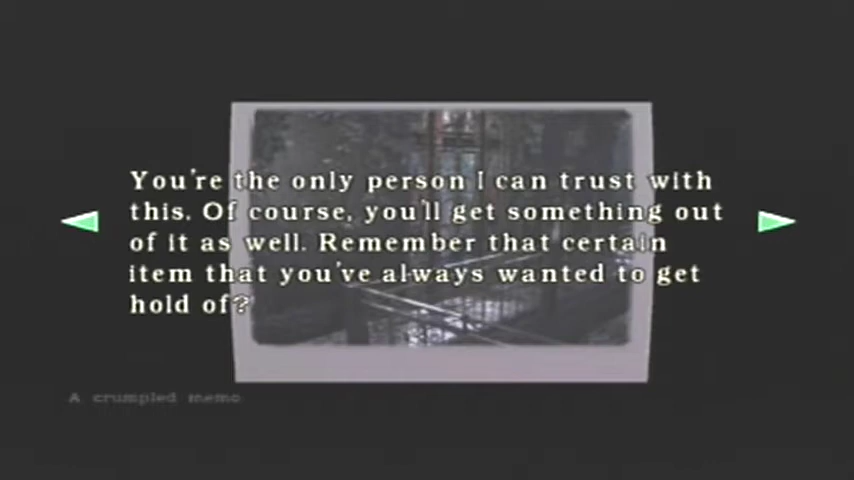 You're the only person I can trust with
this. Of course, you'll get something out
of it as well. Remember that certain
item that you've always wanted to get
hold of?
A crumpled memo